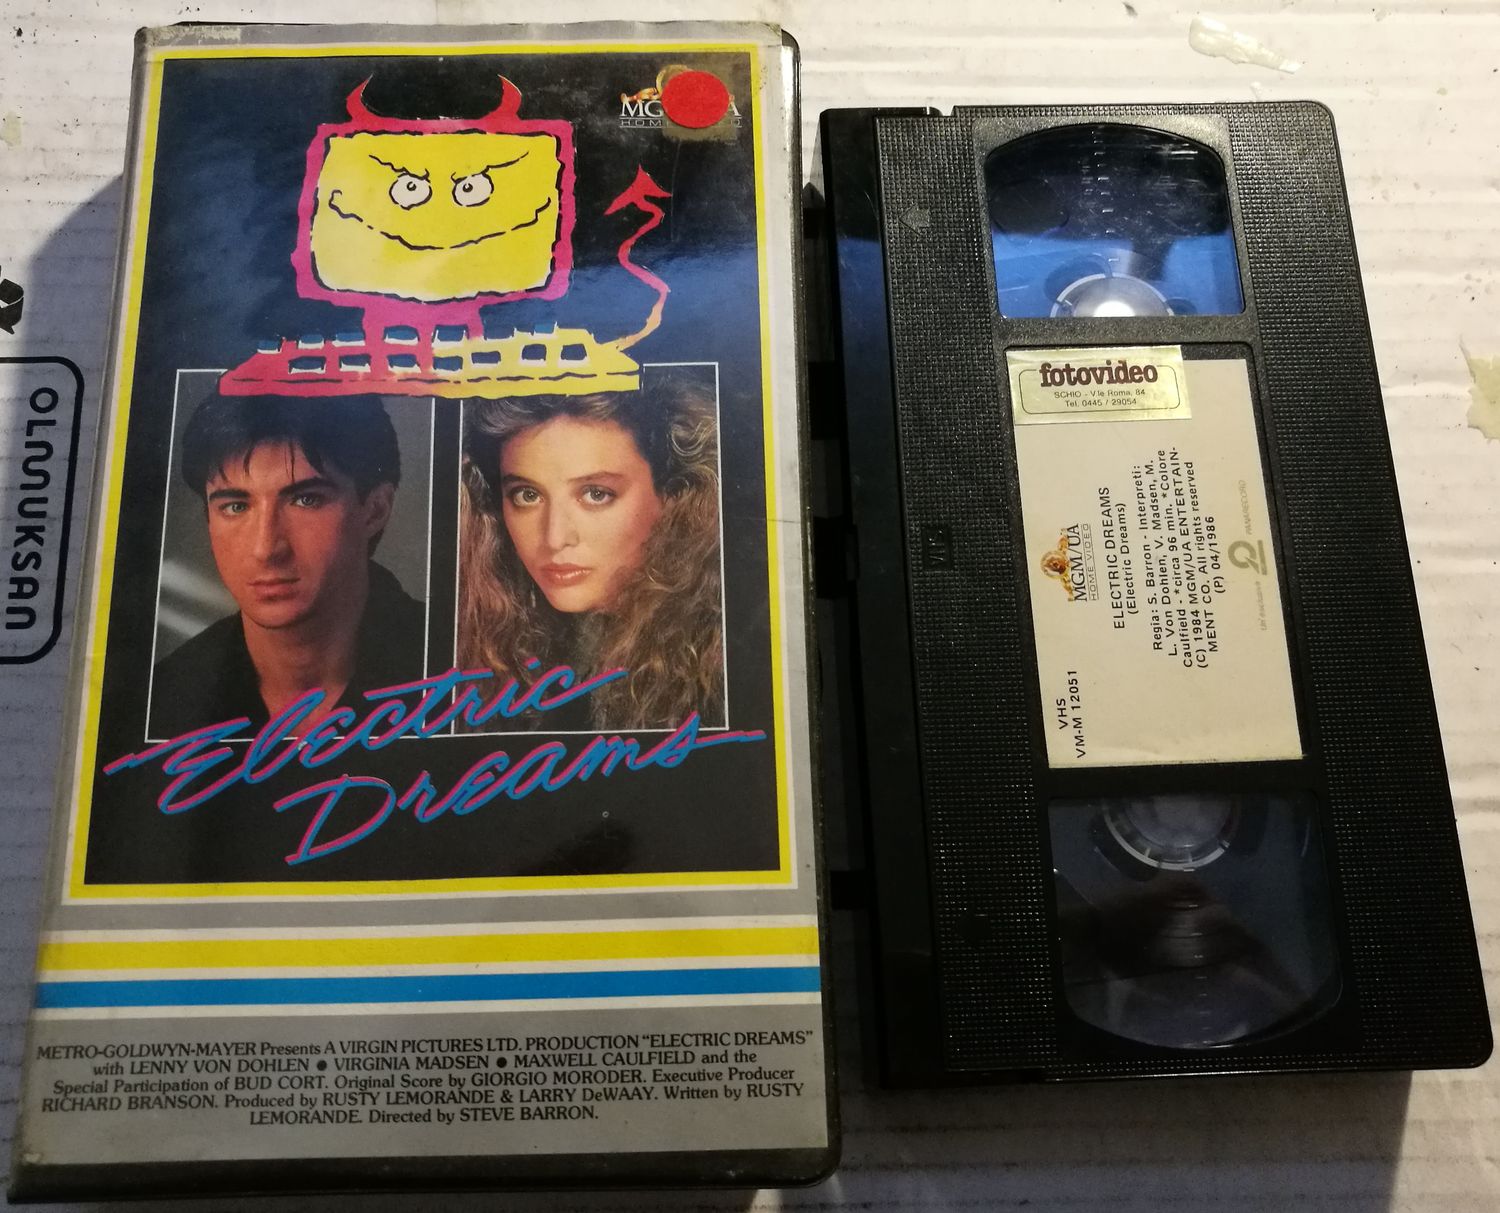 MG A
HOME
Electric
Dreams
METRO-GOLDWYN-MAYER Presents A VIRGIN PICTURES LTD. PRODUCTION “ELECTRIC DREAMS”
with LENNY VON DOHLEN ● VIRGINIA MADSEN ● MAXWELL CAULFIELD and the
Special Participation of BUD CORT. Original Score by GIORGIO MORODER. Executive Producer
RICHARD BRANSON. Produced by RUSTY LEMORANDE & LARRY DeWAAY. Written by RUSTY
LEMORANDE. Directed by STEVE BARRON.
fotovideo
SCHIO - V.le Roma, 84
Tel. 0445 / 29054
MGM/UA
HOME VIDEO
ELECTRIC DREAMS
(Electric Dreams)
Regia: S. Barron - Interpreti:
L. Von Dohlen, V. Madsen, M.
Caulfield - *circa 96 min. *Colore
(C) 1984 MGM/UA ENTERTAIN-
MENT CO. All rights reserved
(P) 04/1986
VHS
VM-M 12051
Un'esclusiva PANARECORD
VHS